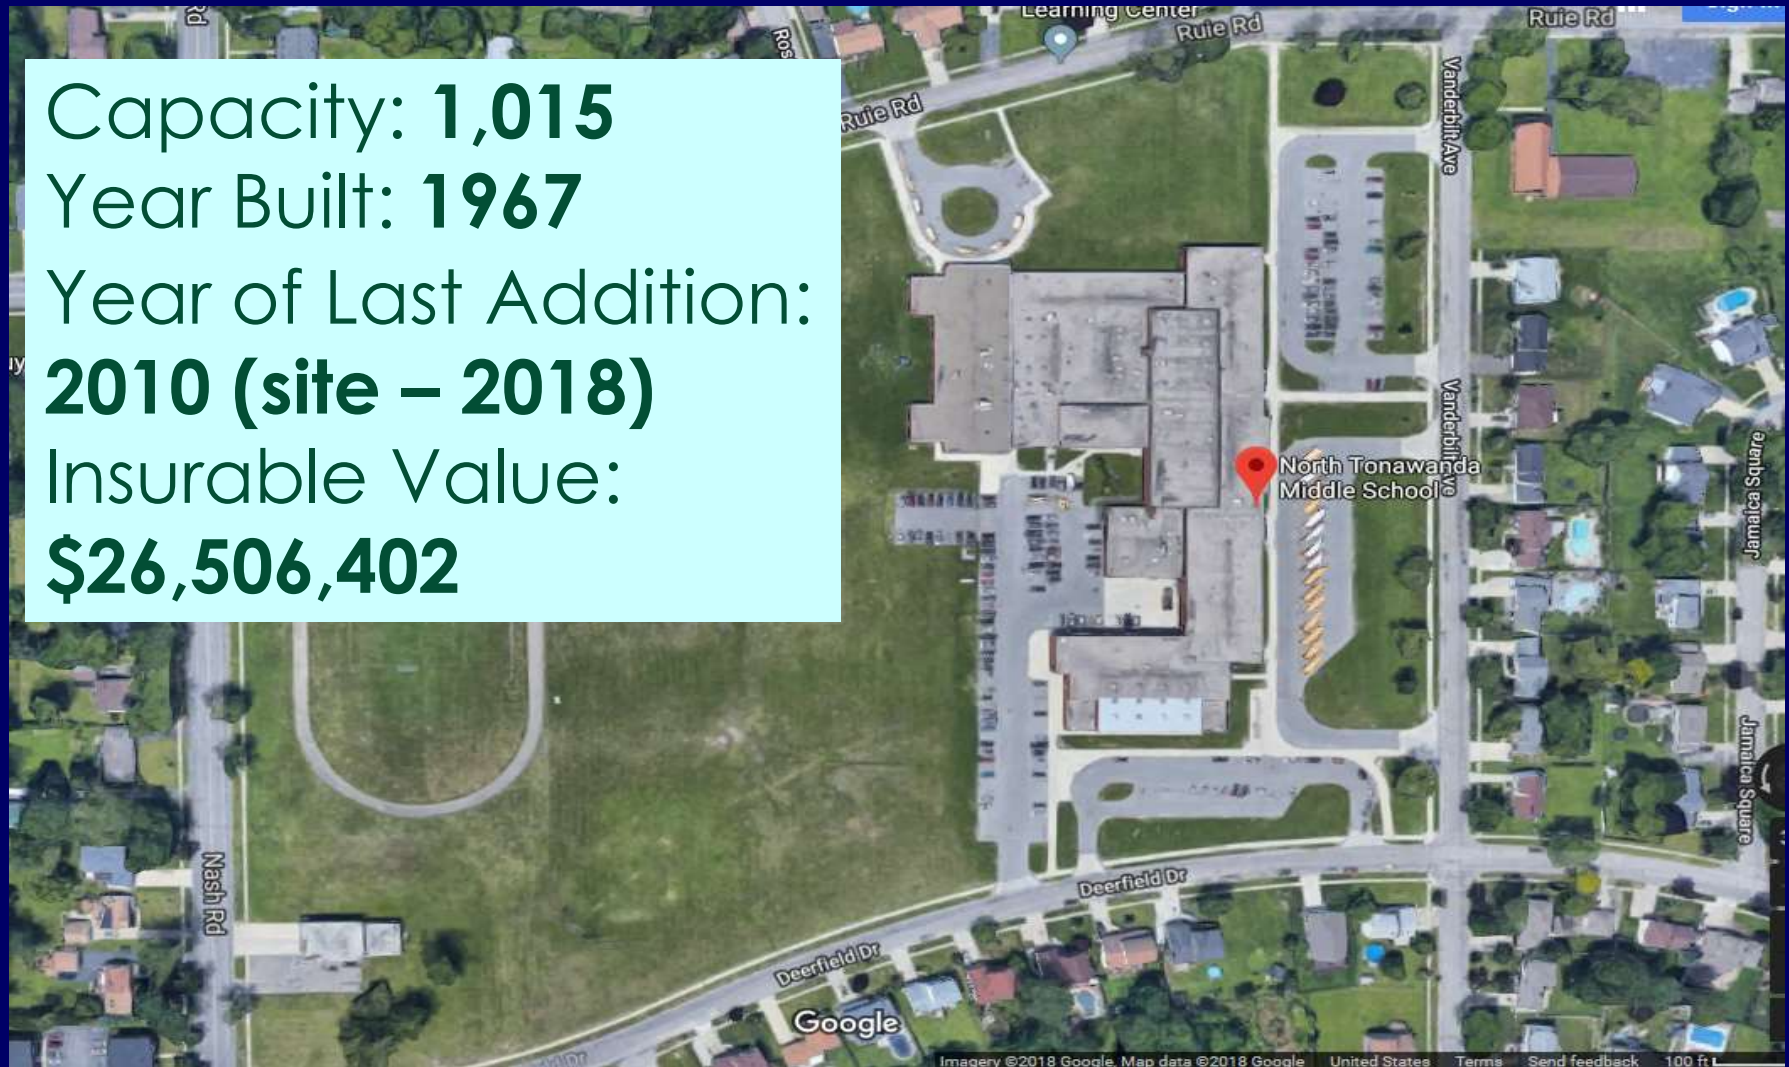 Learning Center
Ruie Rd
Ruie Rd
Rd
Ros
Capacity: 1,015
Year Built: 1967
Year of Last Addition:
2010 (site – 2018)
Insurable Value:
$26,506,402
Ruie Rd
Vanderbilt Ave
Vanderbilt Ave
North Tonawanda
Middle School
Jamaica Square
Jamaica Square
Nash Rd
Deerfield Dr
Deerfield Dr
Google
Imagery ©2018 Google, Map data ©2018 Google United States Terms Send feedback 100 ft